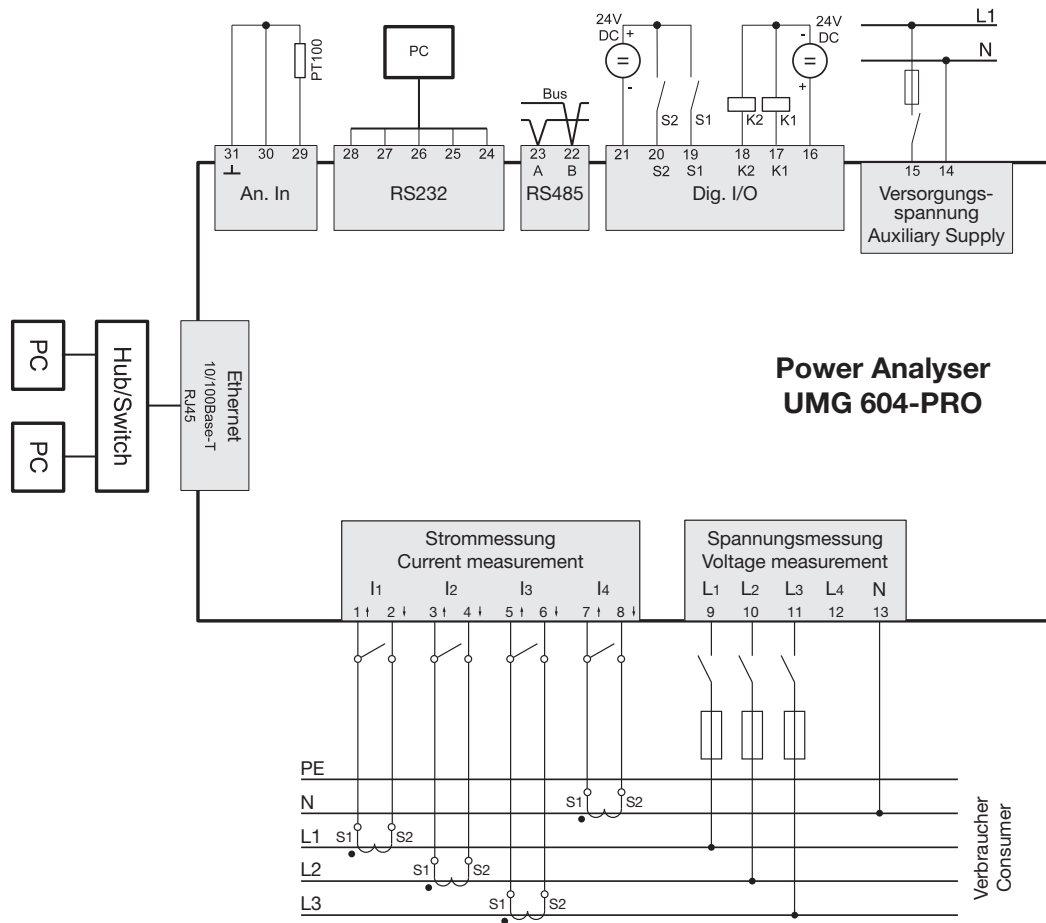 24V
DC
+
-
24V
DC
-
+
L1
N
PT100
PC
Bus
S2
S1
K2
K1
31
30
29
28
27
26
25
24
23
22
21
20
19
18
17
16
15
14
A
B
S2
S1
K2
K1
An. In
RS232
RS485
Dig. I/O
Versorgungs-
spannung
Auxiliary Supply
PC
PC
Hub/Switch
Ethernet
10/100Base-T
RJ45
Power Analyser
UMG 604-PRO
Strommessung
Current measurement
I1
I2
I3
I4
1
2
3
4
5
6
7
8
Spannungsmessung
Voltage measurement
L1
L2
L3
L4
N
9
10
11
12
13
PE
N
S1
S2
L1
S1
S2
L2
S1
S2
L3
S1
S2
Verbraucher
Consumer